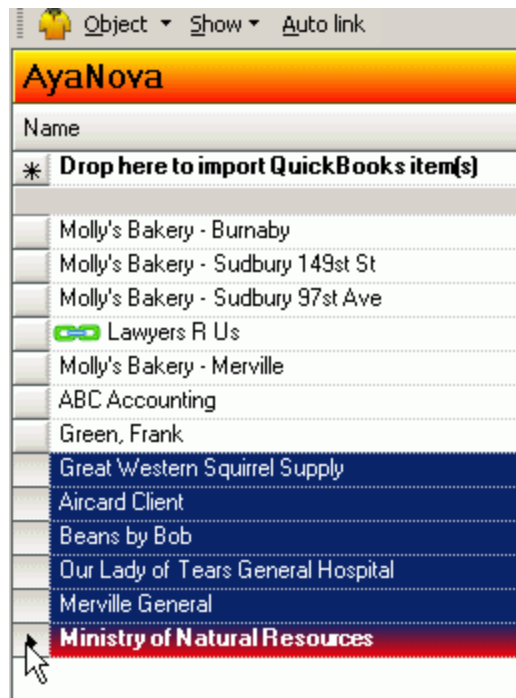 Object Show Auto link
AyaNova
Name
Drop here to import QuickBooks item(s)
Molly's Bakery - Burnaby
Molly's Bakery - Sudbury 149st St
Molly's Bakery - Sudbury 97st Ave
Lawyers R Us
Molly's Bakery - Merville
ABC Accounting
Green, Frank
Great Western Squirrel Supply
Aircard Client
Beans by Bob
Our Lady of Tears General Hospital
Merville General
Ministry of Natural Resources